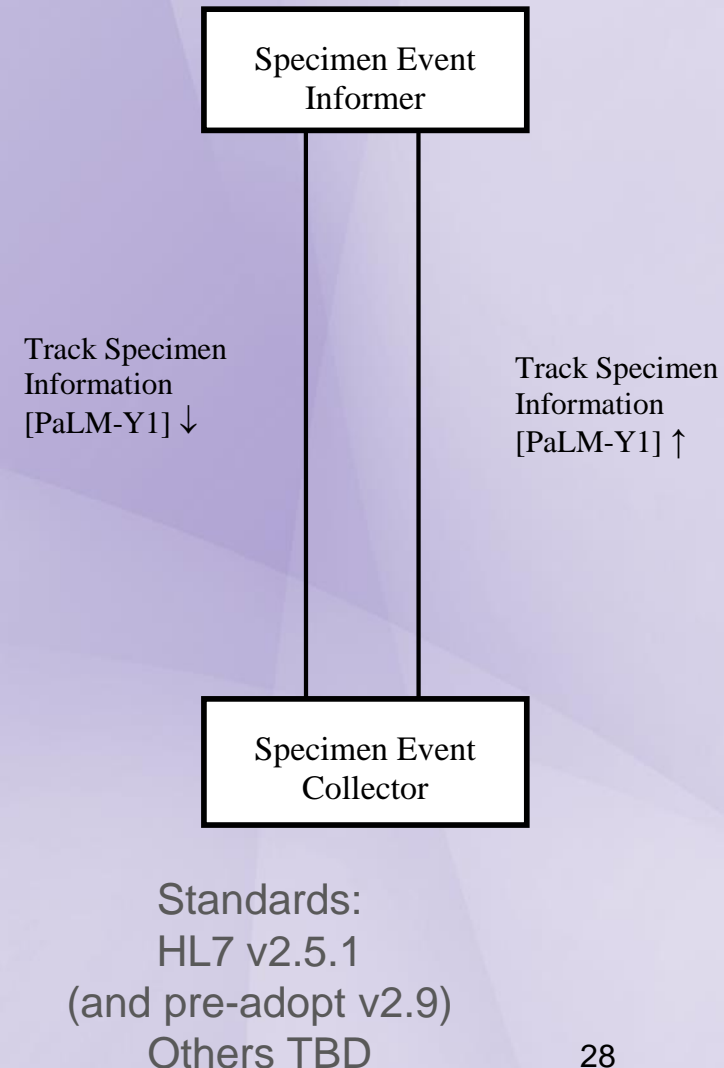 Specimen Event
Informer
Track Specimen
Information
[PaLM-Y1] ↓
Track Specimen
Information
[PaLM-Y1] ↑
Specimen Event
Collector
Standards:
HL7 v2.5.1
(and pre-adopt v2.9)
Others TBD
28